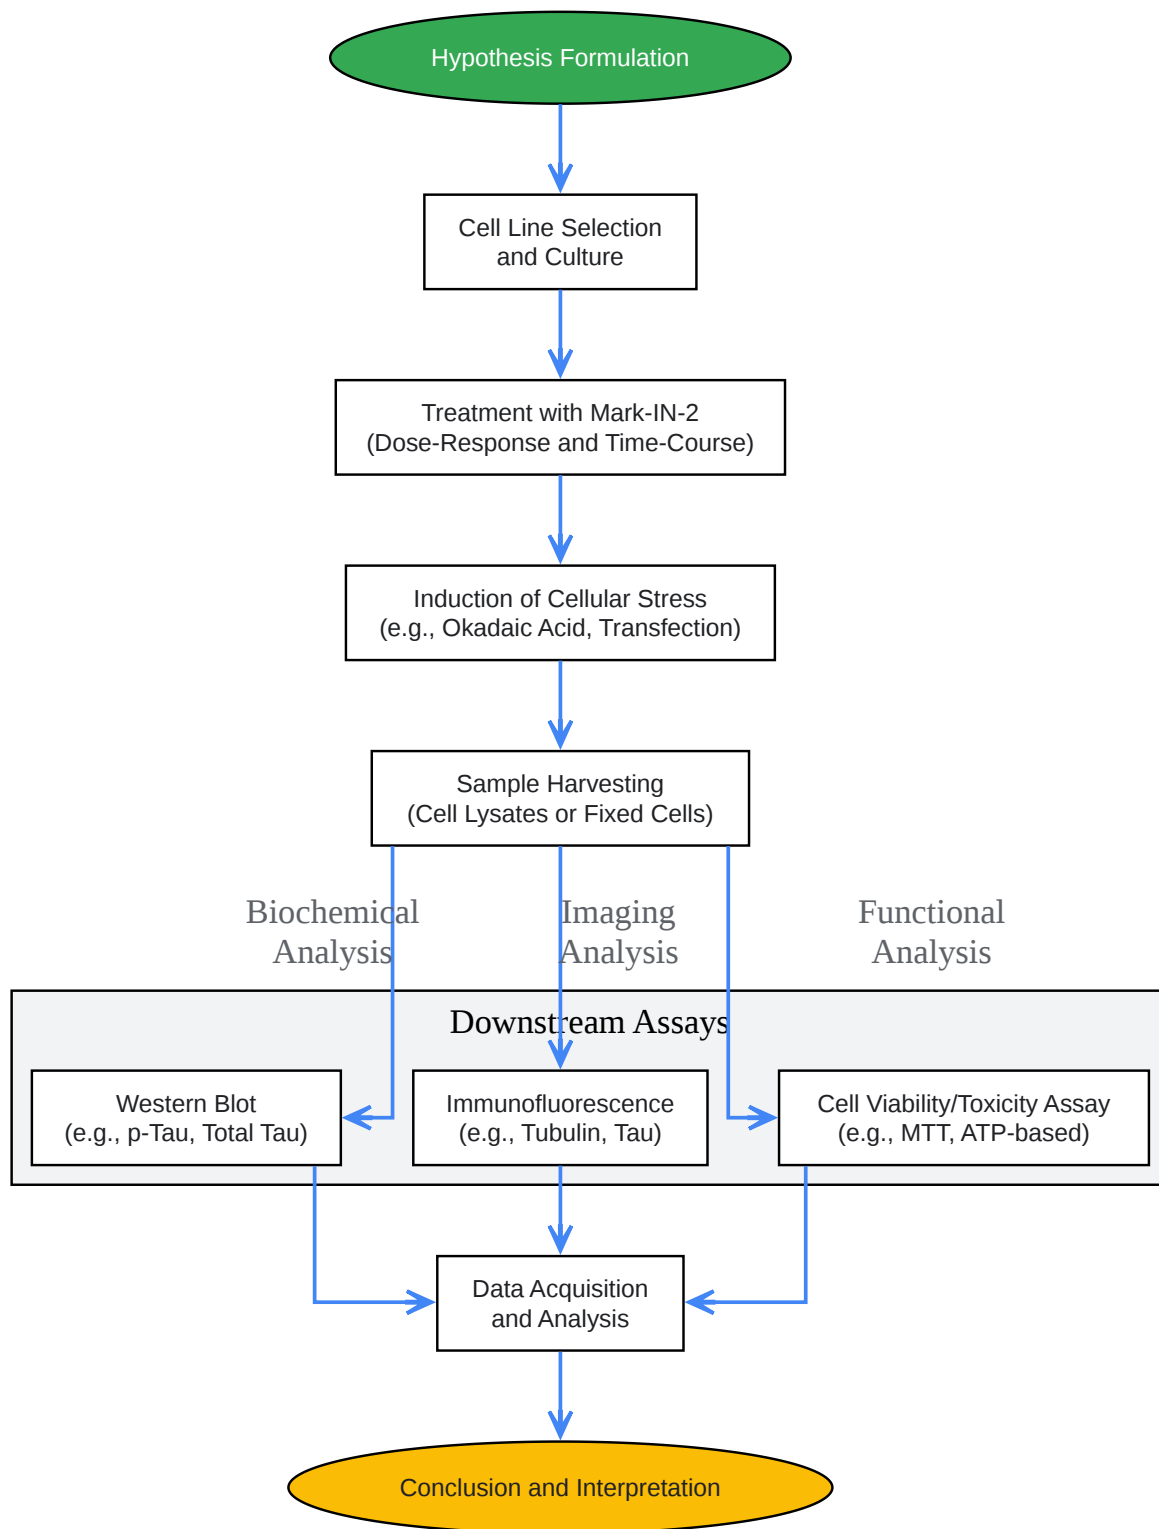 Hypothesis Formulation
Cell Line Selection
and Culture
Treatment with Mark-IN-2
(Dose-Response and Time-Course)
Induction of Cellular Stress
(e.g., Okadaic Acid, Transfection)
Sample Harvesting
(Cell Lysates or Fixed Cells)
Biochemical
Analysis
Imaging
Analysis
Functional
Analysis
Downstream Assays
Western Blot
(e.g., p-Tau, Total Tau)
Immunofluorescence
(e.g., Tubulin, Tau)
Cell Viability/Toxicity Assay
(e.g., MTT, ATP-based)
Data Acquisition
and Analysis
Conclusion and Interpretation